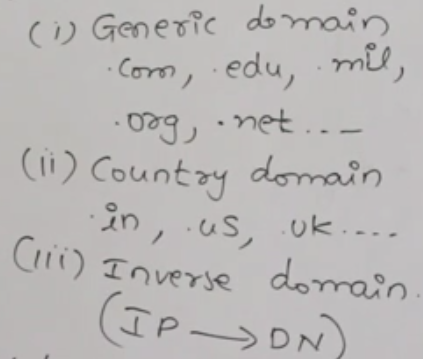 (i) Generic domain
.com, .edu, .mil,
.org, .net...
(ii) Country domain
.in, .us, .uk....
(iii) Inverse domain.
(IP → DN)